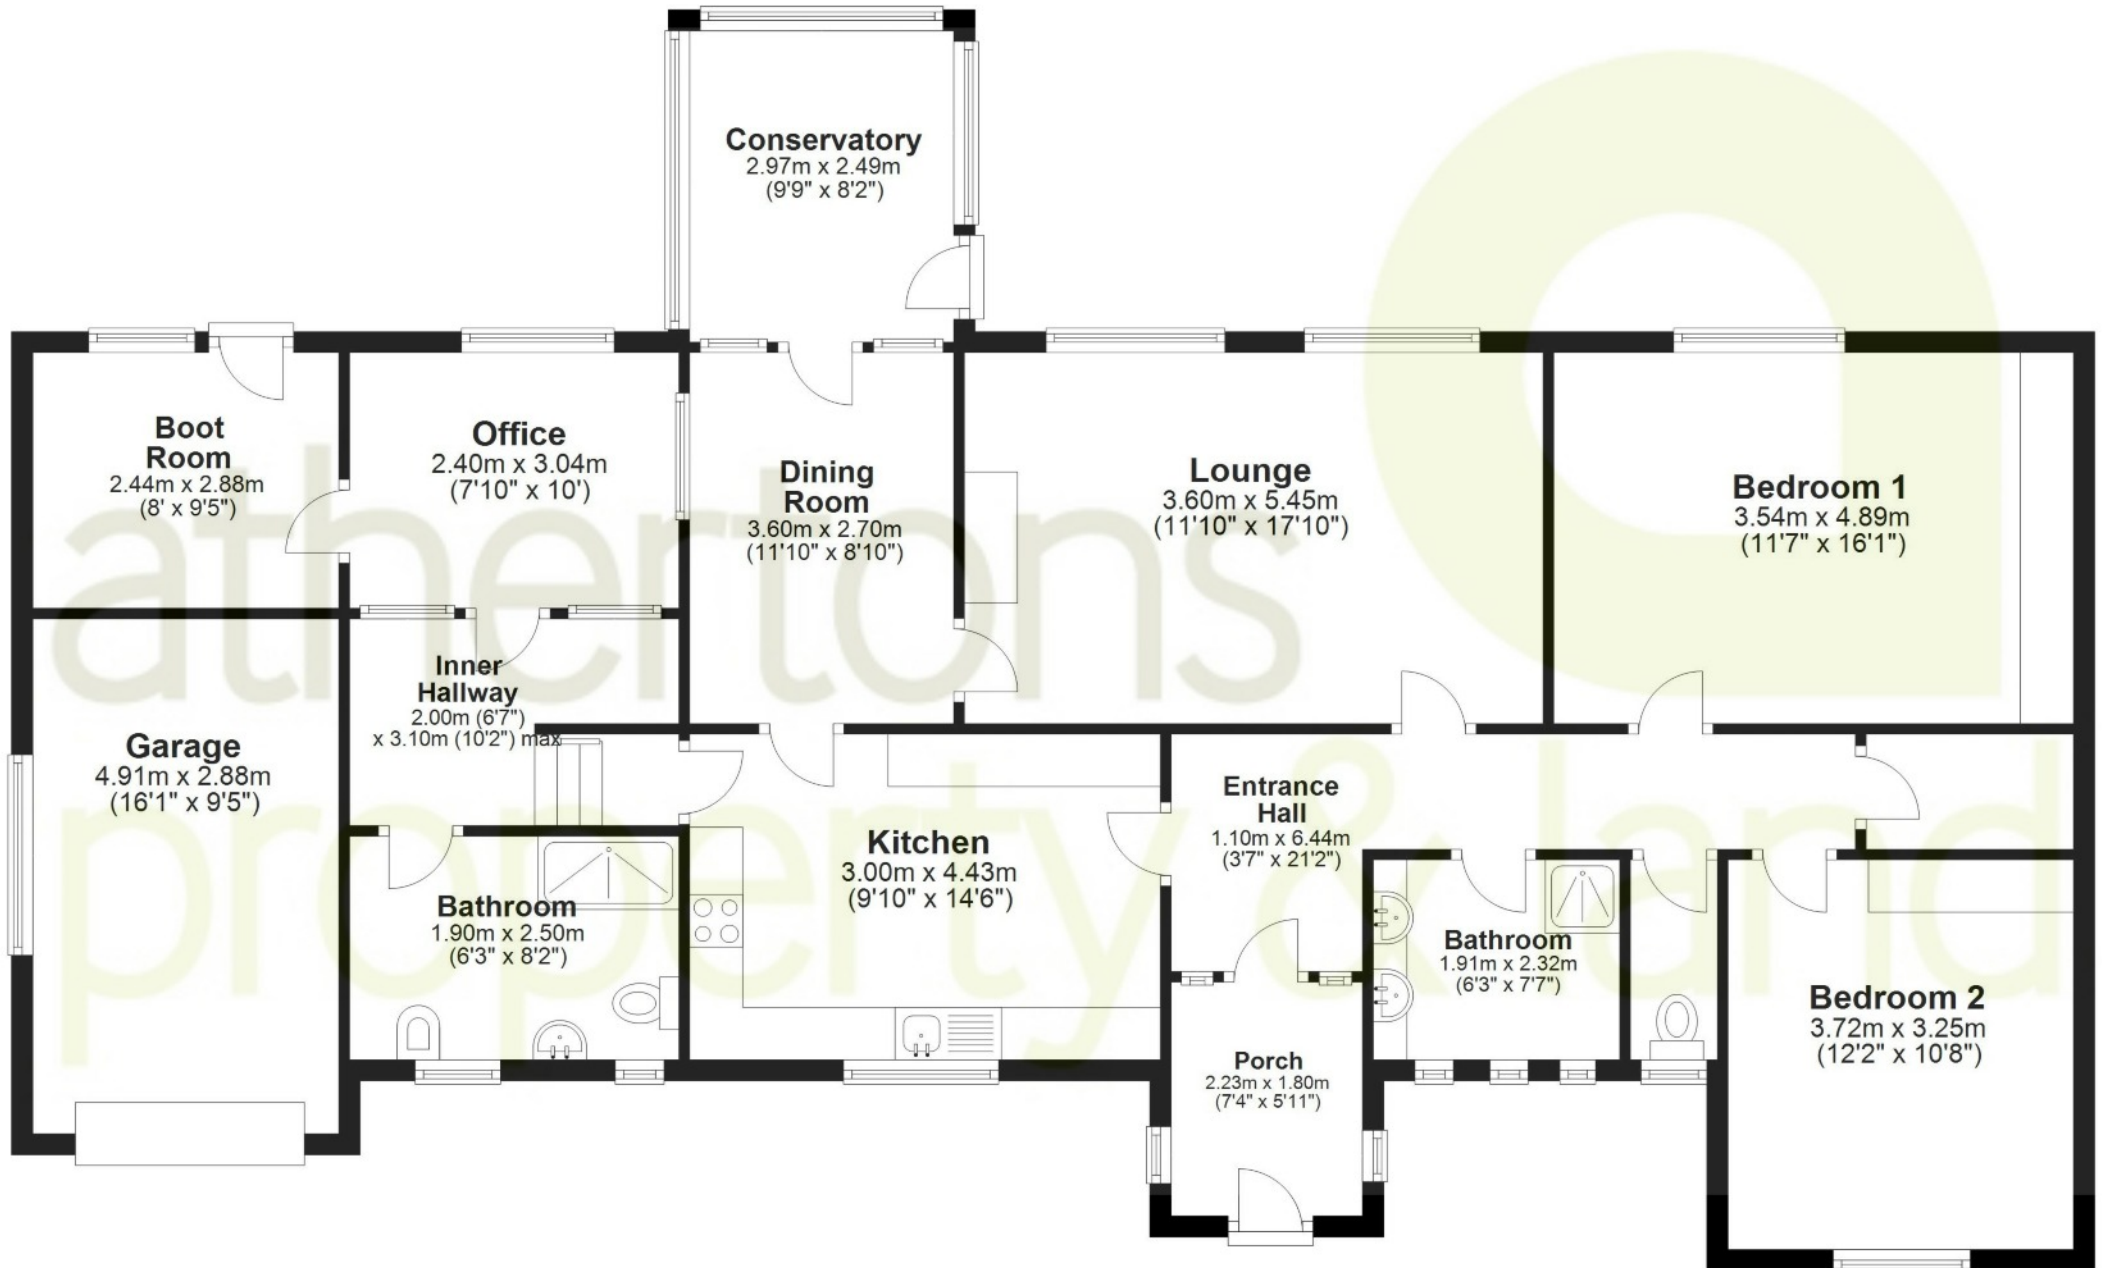 Conservatory
2.97m x 2.49m
(9'9" x 8'2")
Boot
Room
2.44m x 2.88m
(8' x 9'5")
Office
2.40m x 3.04m
(7'10" x 10')
Dining
Room
3.60m x 2.70m
(11'10" x 8'10")
Lounge
3.60m x 5.45m
(11'10" x 17'10")
Bedroom 1
3.54m x 4.89m
(11'7" x 16'1")
athertons
Inner
Hallway
2.00m (6'7")
x 3.10m (10'2") max
Garage
4.91m x 2.88m
(16'1" x 9'5")
property & land
Kitchen
3.00m x 4.43m
(9'10" x 14'6")
Entrance
Hall
1.10m x 6.44m
(3'7" x 21'2")
Bathroom
1.90m x 2.50m
(6'3" x 8'2")
Bathroom
1.91m x 2.32m
(6'3" x 7'7")
Bedroom 2
3.72m x 3.25m
(12'2" x 10'8")
Porch
2.23m x 1.80m
(7'4" x 5'11")